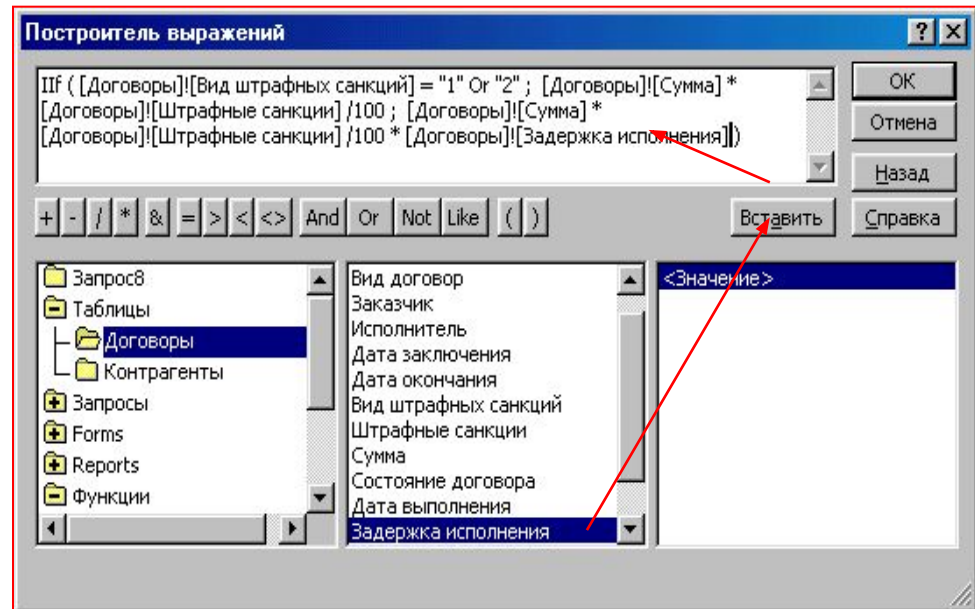 Построитель выражений
IIf ( [Договоры]![Вид штрафных санкций] = "1" Or "2" ;  [Договоры]![Сумма] *
[Договоры]![Штрафные санкции] /100 ;  [Договоры]![Сумма] *
[Договоры]![Штрафные санкции] /100 * [Договоры]![Задержка исполнения])
ОК
Отмена
Назад
+ - / * & = > < <> And Or Not Like ( ) Вставить Справка
Запрос8
Таблицы
Договоры
Контрагенты
Запросы
Forms
Reports
Функции
Вид договор
Заказчик
Исполнитель
Дата заключения
Дата окончания
Вид штрафных санкций
Штрафные санкции
Сумма
Состояние договора
Дата выполнения
Задержка исполнения
<Значение>